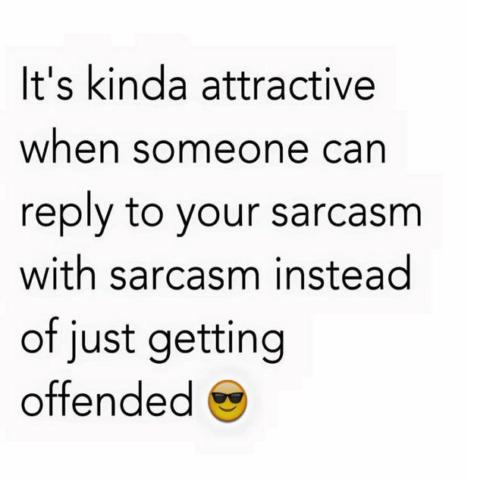 It's kinda attractive
when someone can
reply to your sarcasm
with sarcasm instead
of just getting
offended 😎